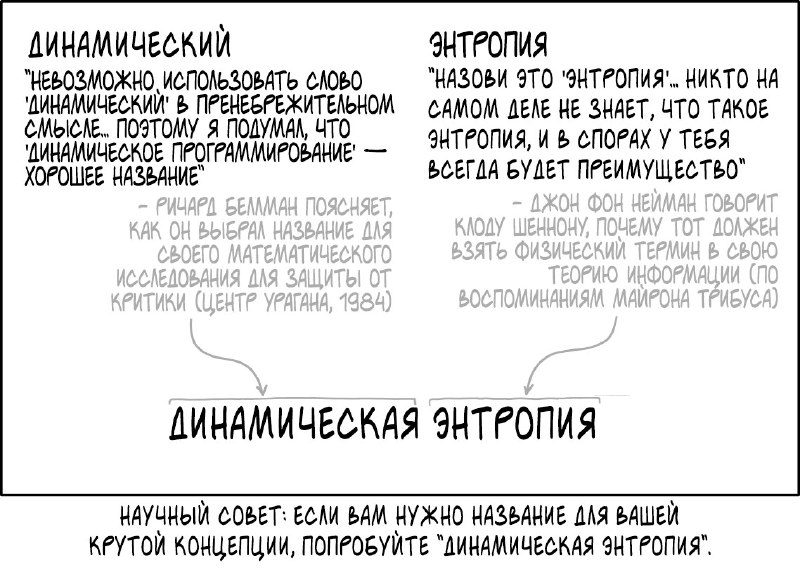 ДИНАМИЧЕСКИЙ
"НЕВОЗМОЖНО ИСПОЛЬЗОВАТЬ СЛОВО
'ДИНАМИЧЕСКИЙ' В ПРЕНЕБРЕЖИТЕЛЬНОМ
СМЫСЛЕ... ПОЭТОМУ Я ПОДУМАЛ, ЧТО
'ДИНАМИЧЕСКОЕ ПРОГРАММИРОВАНИЕ' —
ХОРОШЕЕ НАЗВАНИЕ"
– РИЧАРД БЕЛЛМАН ПОЯСНЯЕТ,
КАК ОН ВЫБРАЛ НАЗВАНИЕ ДЛЯ
СВОЕГО МАТЕМАТИЧЕСКОГО
ИССЛЕДОВАНИЯ ДЛЯ ЗАЩИТЫ ОТ
КРИТИКИ (ЦЕНТР УРАГАНА, 1984)
ЭНТРОПИЯ
"НАЗОВИ ЭТО 'ЭНТРОПИЯ'... НИКТО НА
САМОМ ДЕЛЕ НЕ ЗНАЕТ, ЧТО ТАКОЕ
ЭНТРОПИЯ, И В СПОРАХ У ТЕБЯ
ВСЕГДА БУДЕТ ПРЕИМУЩЕСТВО"
– ДЖОН ФОН НЕЙМАН ГОВОРИТ
КЛОДУ ШЕННОНУ, ПОЧЕМУ ТОТ ДОЛЖЕН
ВЗЯТЬ ФИЗИЧЕСКИЙ ТЕРМИН В СВОЮ
ТЕОРИЮ ИНФОРМАЦИИ (ПО
ВОСПОМИНАНИЯМ МАЙРОНА ТРИБУСА)
ДИНАМИЧЕСКАЯ ЭНТРОПИЯ
НАУЧНЫЙ СОВЕТ: ЕСЛИ ВАМ НУЖНО НАЗВАНИЕ ДЛЯ ВАШЕЙ
КРУТОЙ КОНЦЕПЦИИ, ПОПРОБУЙТЕ "ДИНАМИЧЕСКАЯ ЭНТРОПИЯ".